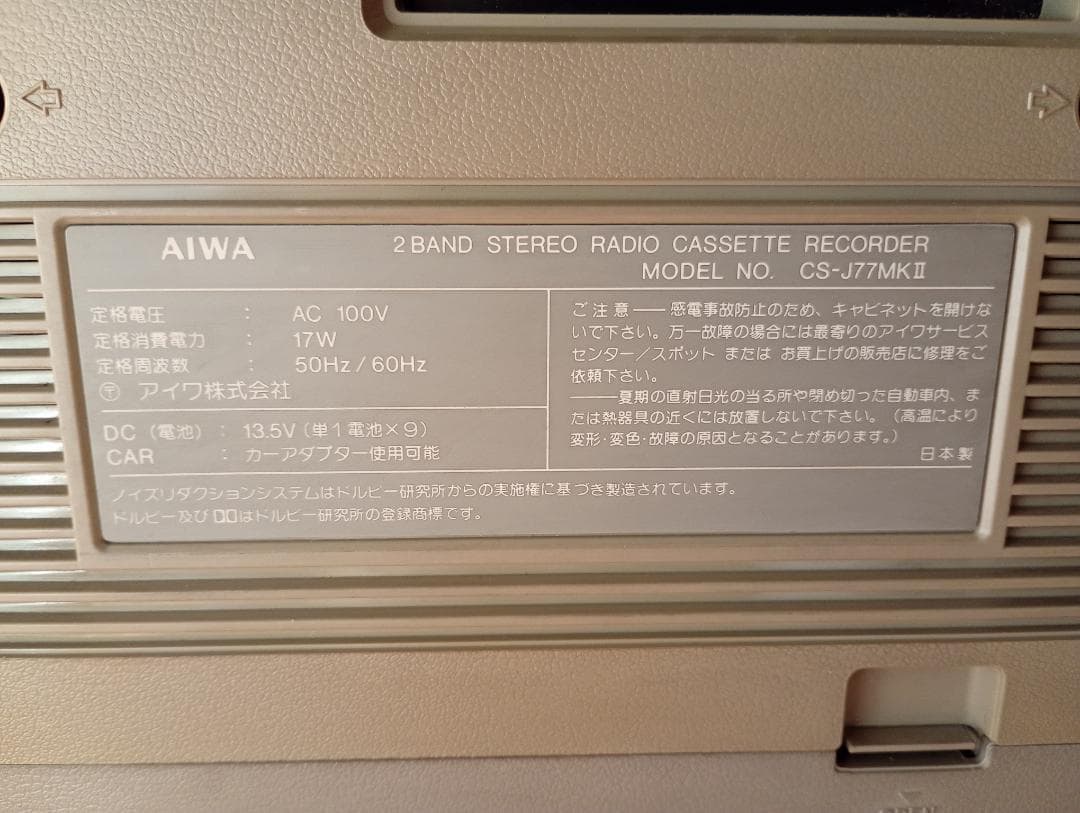 AIWA
2 BAND STEREO RADIO CASSETTE RECORDER
MODEL NO. CS-J77MKⅡ
定格電圧 : AC 100V
定格消費電力 : 17W
定格周波数 : 50Hz / 60Hz
〒 アイワ株式会社
DC (電池) : 13.5V (単1電池×9)
CAR : カーアダプター使用可能
ご注意――感電事故防止のため、キャビネットを開けな
いで下さい。万一故障の場合には最寄りのアイワサービス
センター/スポット または お買上げの販売店に修理をご
依頼下さい。
――夏期の直射日光の当る所や閉め切った自動車内、ま
たは熱器具の近くには放置しないで下さい。(高温により
変形・変色・故障の原因となることがあります。)
日本製
ノイズリダクションシステムはドルビー研究所からの実施権に基づき製造されています。
ドルビー及び ▯▯はドルビー研究所の登録商標です。